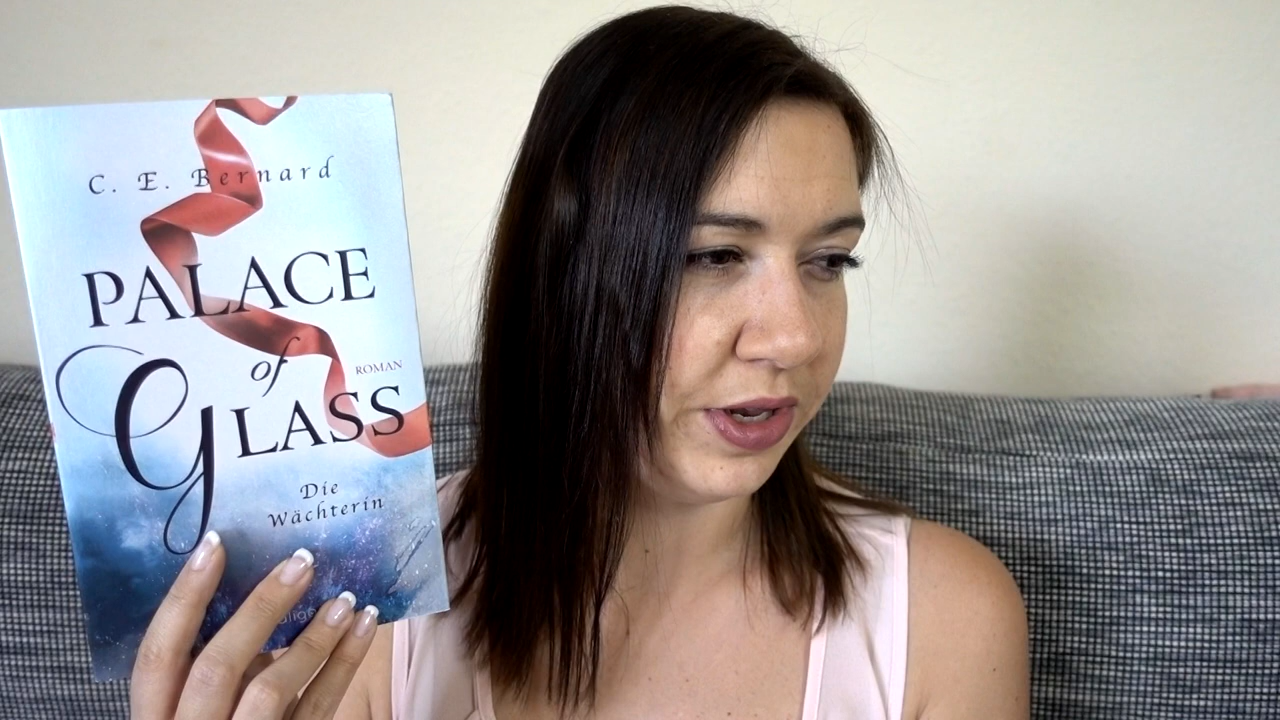 C. E. Bernard
PALACE
of
ROMAN
GLASS
Die
Wächterin